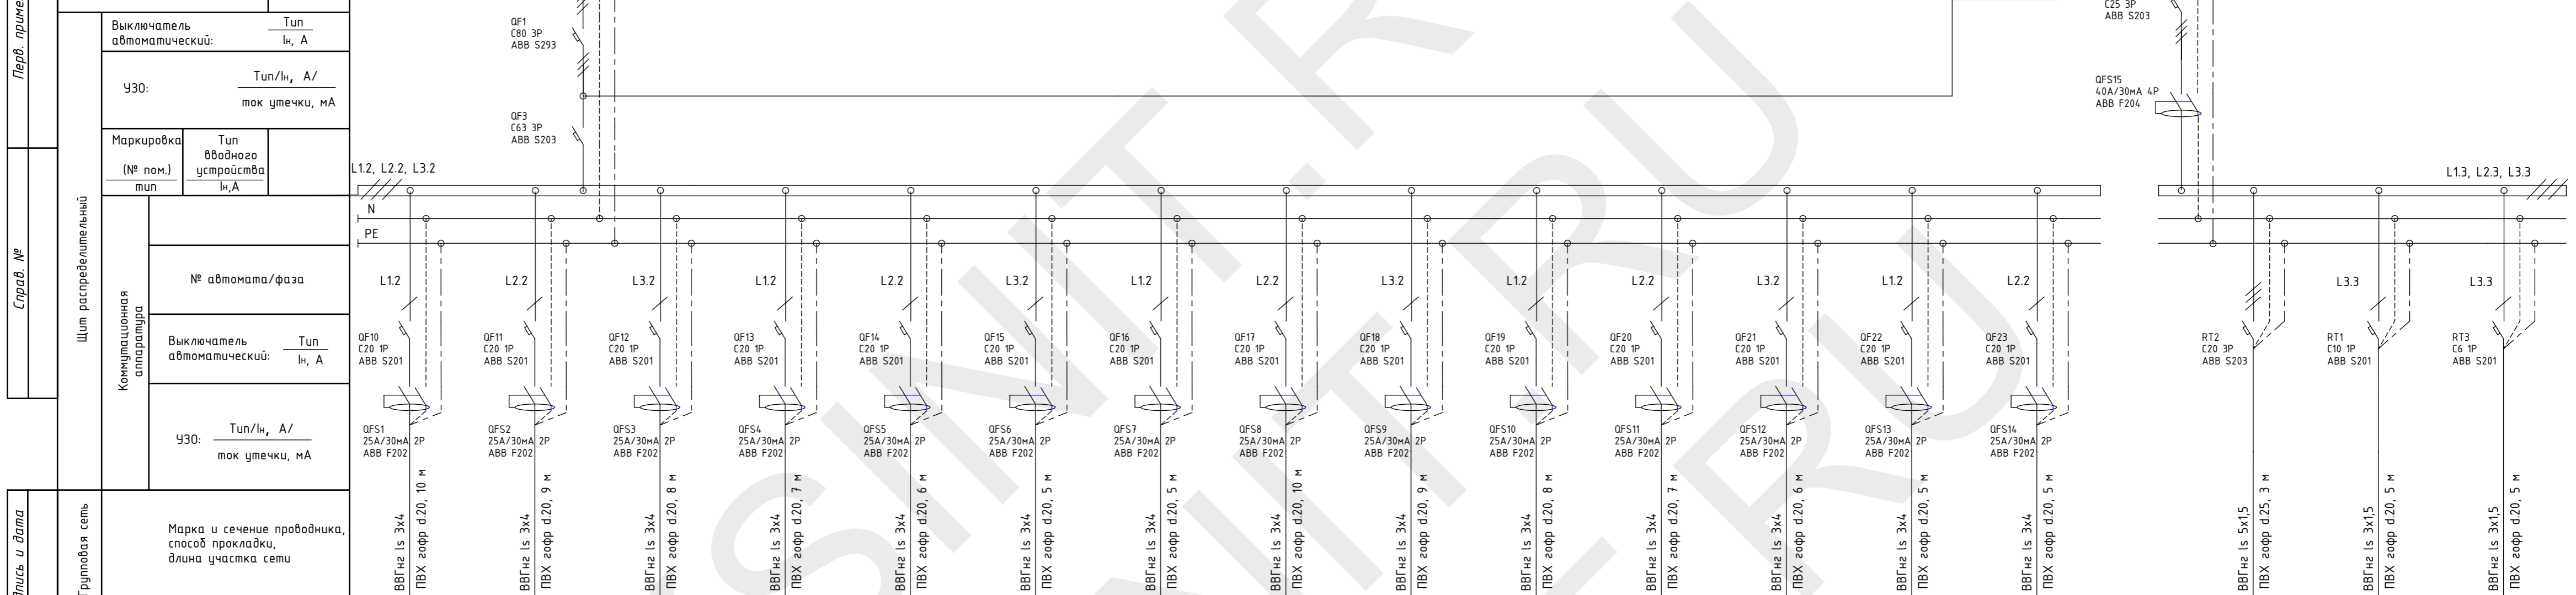 Перв. приме
Справ. №
дпись и дата
Щит распределительный
Групповая сеть
Выключатель
автоматический:
Тип
Iн, А
УЗО:
Тип/Iн, А/
ток утечки, мА
Маркировка
(№ пом.)
тип
Тип
вводного
устройства
Iн,А
Коммутационная
аппаратура
№ автомата/фаза
Выключатель
автоматический:
Тип
Iн, А
УЗО:
Тип/Iн, А/
ток утечки, мА
Марка и сечение проводника,
способ прокладки,
длина участка сети
QF1
C80 3P
ABB S293
QF3
C63 3P
ABB S203
C25 3P
ABB S203
QFS15
40А/30мА 4P
ABB F204
L1.2, L2.2, L3.2
N
PE
L1.3, L2.3, L3.3
L1.2
QF10
C20 1P
ABB S201
QFS1
25А/30мА 2P
ABB F202
ВВГнг ls 3x4
ПВХ гофр d.20, 10 м
L2.2
QF11
C20 1P
ABB S201
QFS2
25А/30мА 2P
ABB F202
ВВГнг ls 3x4
ПВХ гофр d.20, 9 м
L3.2
QF12
C20 1P
ABB S201
QFS3
25А/30мА 2P
ABB F202
ВВГнг ls 3x4
ПВХ гофр d.20, 8 м
L1.2
QF13
C20 1P
ABB S201
QFS4
25А/30мА 2P
ABB F202
ВВГнг ls 3x4
ПВХ гофр d.20, 7 м
L2.2
QF14
C20 1P
ABB S201
QFS5
25А/30мА 2P
ABB F202
ВВГнг ls 3x4
ПВХ гофр d.20, 6 м
L3.2
QF15
C20 1P
ABB S201
QFS6
25А/30мА 2P
ABB F202
ВВГнг ls 3x4
ПВХ гофр d.20, 5 м
L1.2
QF16
C20 1P
ABB S201
QFS7
25А/30мА 2P
ABB F202
ВВГнг ls 3x4
ПВХ гофр d.20, 5 м
L2.2
QF17
C20 1P
ABB S201
QFS8
25А/30мА 2P
ABB F202
ВВГнг ls 3x4
ПВХ гофр d.20, 10 м
L3.2
QF18
C20 1P
ABB S201
QFS9
25А/30мА 2P
ABB F202
ВВГнг ls 3x4
ПВХ гофр d.20, 9 м
L1.2
QF19
C20 1P
ABB S201
QFS10
25А/30мА 2P
ABB F202
ВВГнг ls 3x4
ПВХ гофр d.20, 8 м
L2.2
QF20
C20 1P
ABB S201
QFS11
25А/30мА 2P
ABB F202
ВВГнг ls 3x4
ПВХ гофр d.20, 7 м
L3.2
QF21
C20 1P
ABB S201
QFS12
25А/30мА 2P
ABB F202
ВВГнг ls 3x4
ПВХ гофр d.20, 6 м
L1.2
QF22
C20 1P
ABB S201
QFS13
25А/30мА 2P
ABB F202
ВВГнг ls 3x4
ПВХ гофр d.20, 5 м
L2.2
QF23
C20 1P
ABB S201
QFS14
25А/30мА 2P
ABB F202
ВВГнг ls 3x4
ПВХ гофр d.20, 5 м
RT2
C20 3P
ABB S203
ВВГнг ls 5x1,5
ПВХ гофр d.25, 3 м
L3.3
RT1
C10 1P
ABB S201
ВВГнг ls 3x1,5
ПВХ гофр d.20, 5 м
L3.3
RT3
C6 1P
ABB S201
ВВГнг ls 3x1,5
ПВХ гофр d.20, 5 м
SINIT.R
NIT.RU
RU